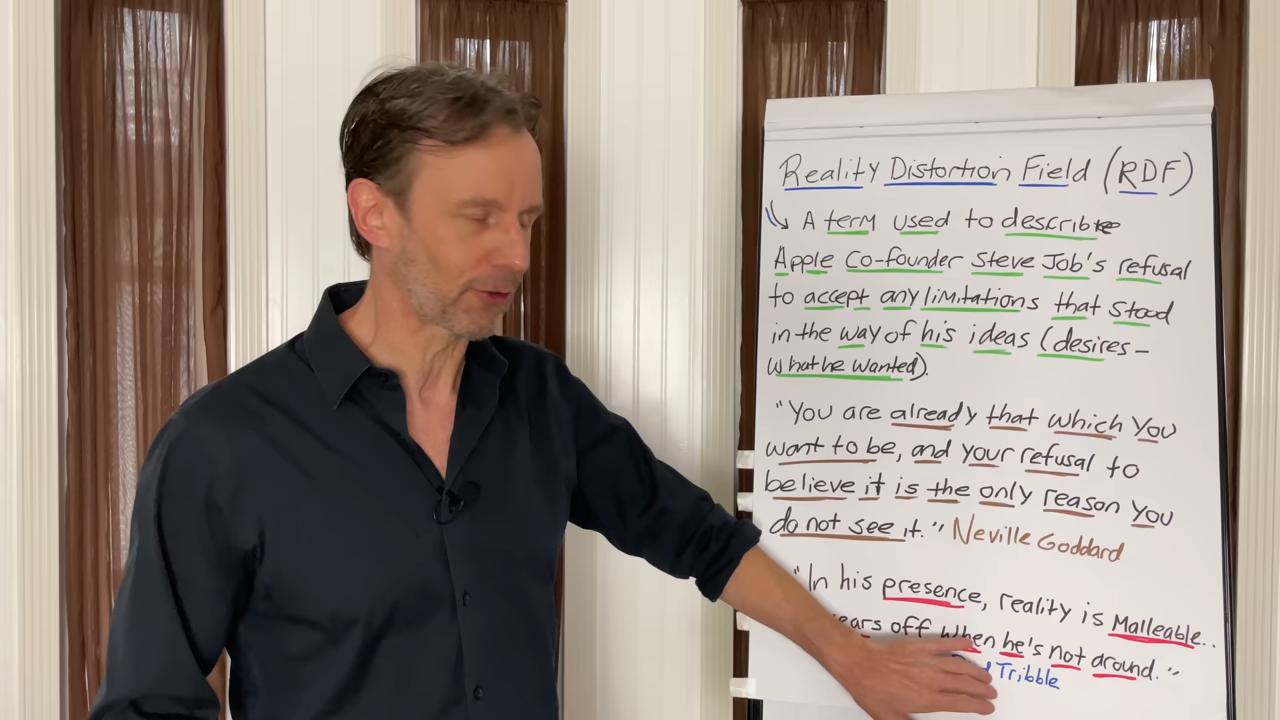 Reality Distortion Field (RDF)
A term used to describe
Apple Co-founder Steve Job's refusal
to accept any limitations that stood
in the way of his ideas (desires-
what he wanted).
"You are already that which you
want to be, and your refusal to
believe it is the only reason you
do not see it." Neville Goddard
"In his presence, reality is Malleable..
ears off when he's not around."
Tribble